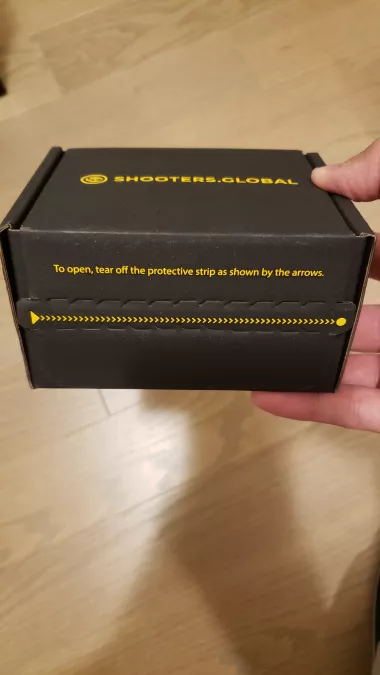 SHOOTERS.GLOBAL
To open, tear off the protective strip as shown by the arrows.